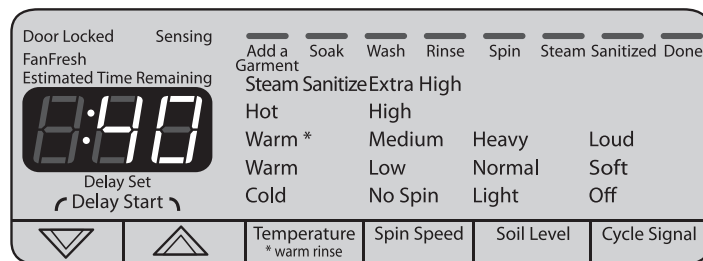 Door Locked Sensing
FanFresh
Estimated Time Remaining
:40
Delay Set
Delay Start
Add a Garment Soak Wash Rinse Spin Steam Sanitized Done
Steam Sanitize Extra High
Hot High
Warm * Medium Heavy Loud
Warm Low Normal Soft
Cold No Spin Light Off
Temperature Spin Speed Soil Level Cycle Signal
* warm rinse